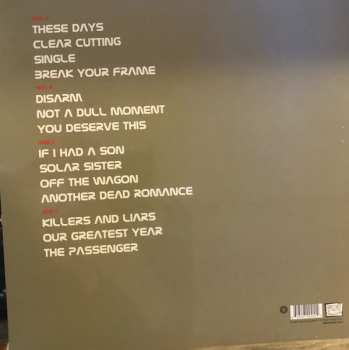 THESE DAYS
CLEAR CUTTING
SINGLE
BREAK YOUR FRAME
DISARM
NOT A DULL MOMENT
YOU DESERVE THIS
IF I HAD A SON
SOLAR SISTER
OFF THE WAGON
ANOTHER DEAD ROMANCE
KILLERS AND LIARS
OUR GREATEST YEAR
THE PASSENGER